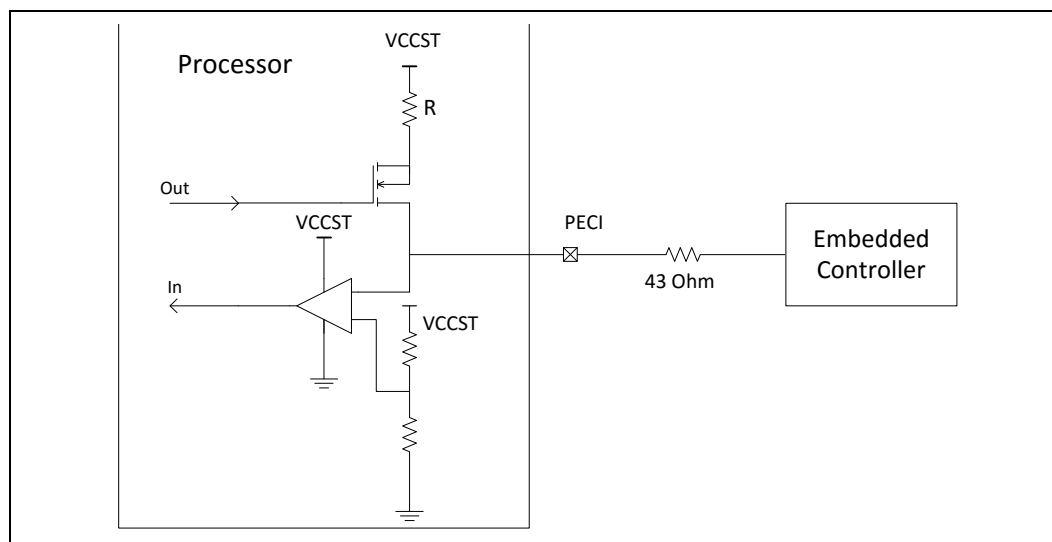 VCCST
Processor
R
Out
VCCST
PECI
Embedded
Controller
43 Ohm
In
VCCST